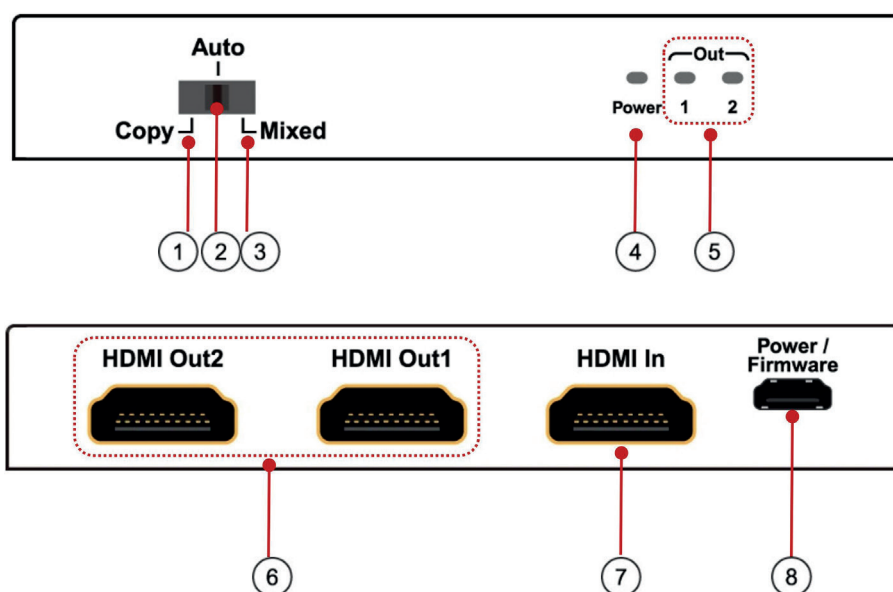 Auto
Copy
Mixed
Out
Power 1 2
1 2 3 4 5
HDMI Out2 HDMI Out1 HDMI In Power /
Firmware
6 7 8